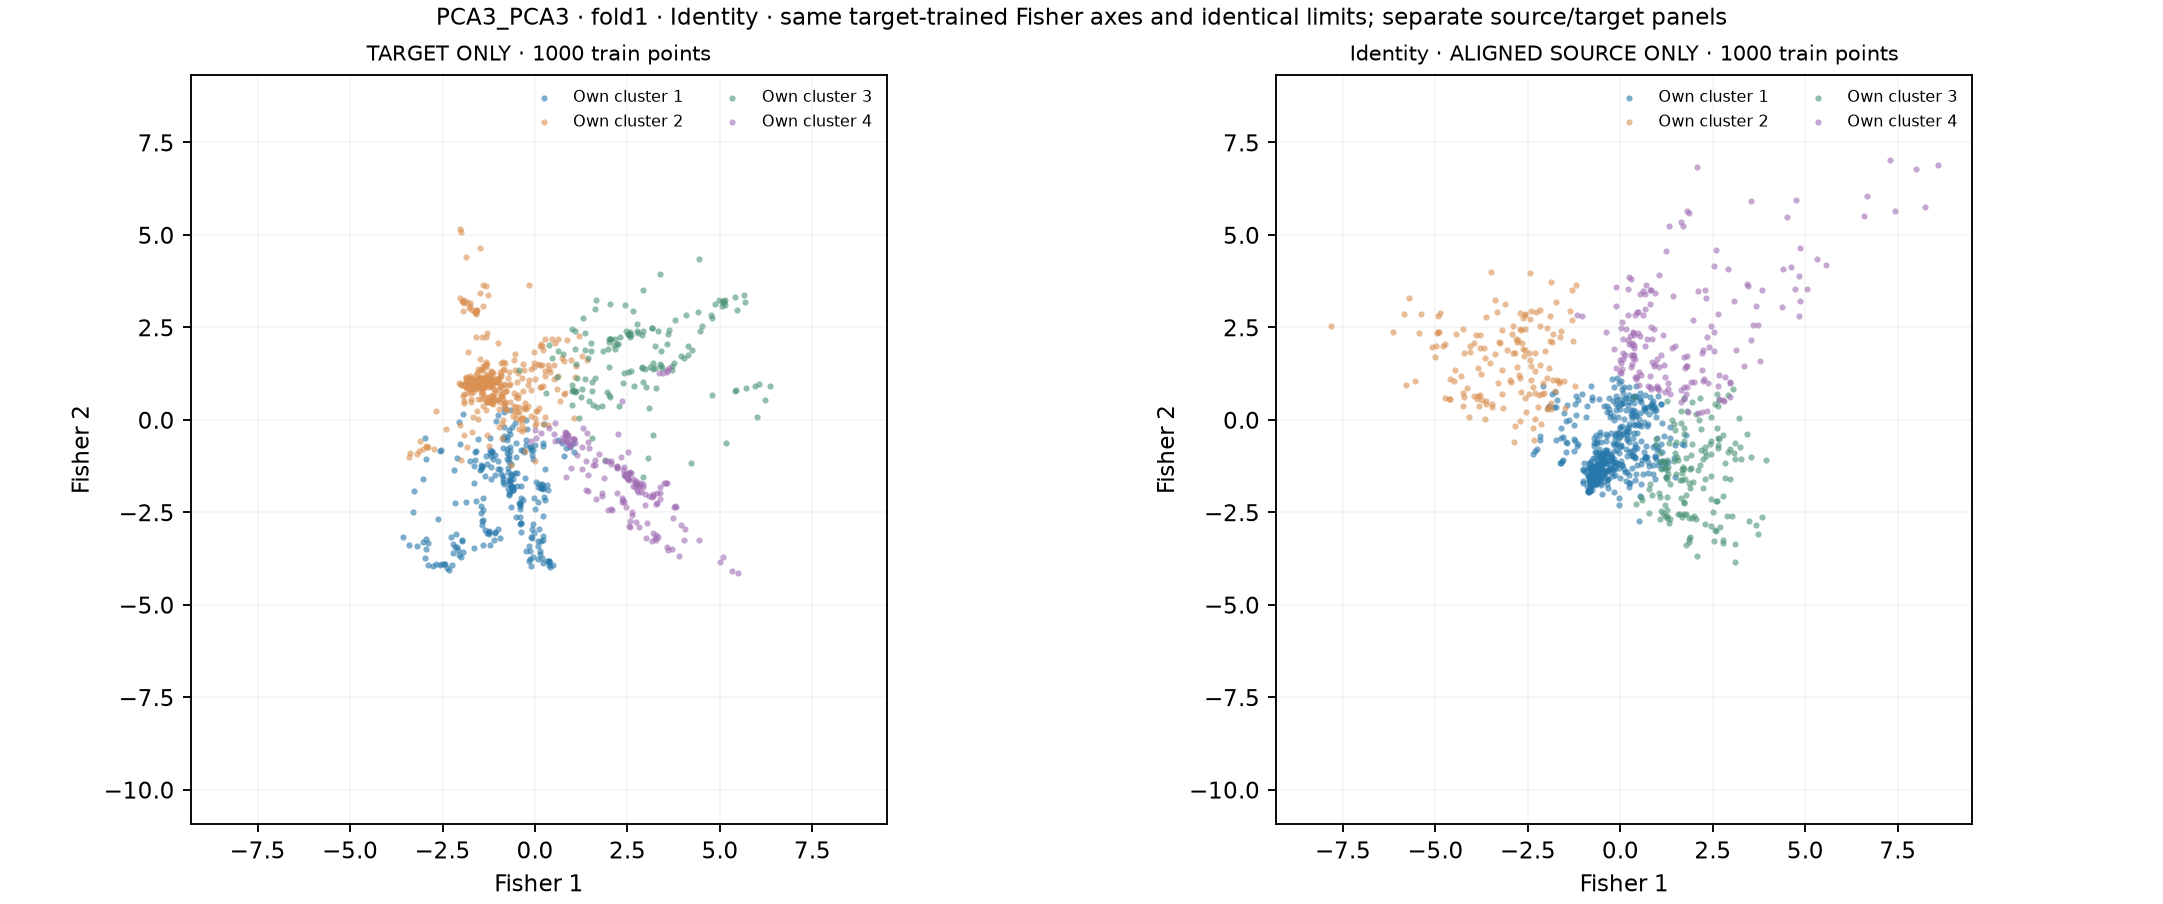 PCA3_PCA3 · fold1 · Identity · same target-trained Fisher axes and identical limits; separate source/target panels
TARGET ONLY · 1000 train points
Own cluster 1
Own cluster 2
Own cluster 3
Own cluster 4
7.5
5.0
2.5
0.0
−2.5
−5.0
−7.5
−10.0
Fisher 2
−7.5 −5.0 −2.5 0.0 2.5 5.0 7.5
Fisher 1
Identity · ALIGNED SOURCE ONLY · 1000 train points
Own cluster 1
Own cluster 2
Own cluster 3
Own cluster 4
7.5
5.0
2.5
0.0
−2.5
−5.0
−7.5
−10.0
Fisher 2
−7.5 −5.0 −2.5 0.0 2.5 5.0 7.5
Fisher 1